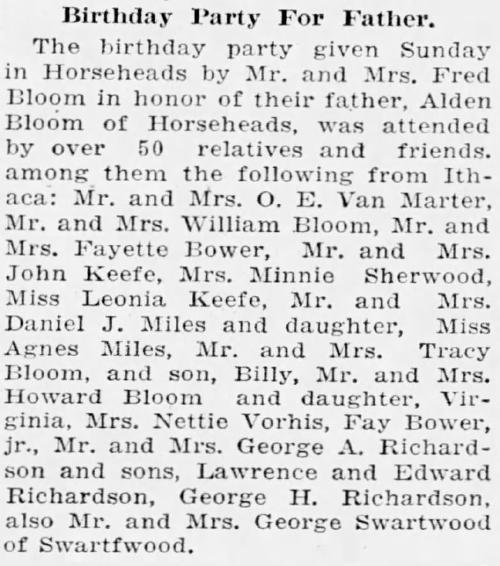 Birthday Party For Father.
The birthday party given Sunday
in Horseheads by Mr. and Mrs. Fred
Bloom in honor of their father, Alden
Bloom of Horseheads, was attended
by over 50 relatives and friends.
among them the following from Ith-
aca: Mr. and Mrs. O. E. Van Marter,
Mr. and Mrs. William Bloom, Mr. and
Mrs. Fayette Bower, Mr. and Mrs.
John Keefe, Mrs. Minnie Sherwood,
Miss Leonia Keefe, Mr. and Mrs.
Daniel J. Miles and daughter, Miss
Agnes Miles, Mr. and Mrs. Tracy
Bloom, and son, Billy, Mr. and Mrs.
Howard Bloom and daughter, Vir-
ginia, Mrs. Nettie Vorhis, Fay Bower,
jr., Mr. and Mrs. George A. Richard-
son and sons, Lawrence and Edward
Richardson, George H. Richardson,
also Mr. and Mrs. George Swartwood
of Swartfwood.